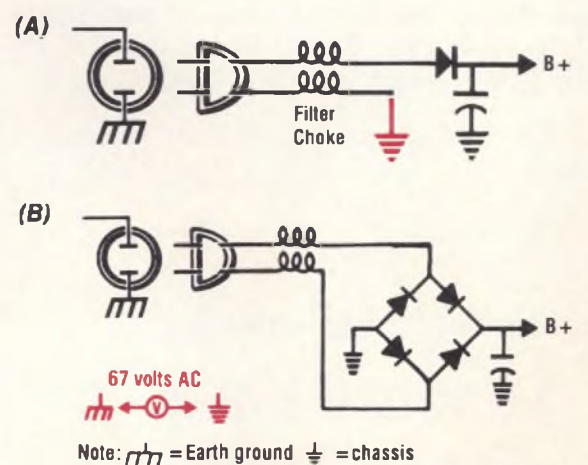 (A)
B+
Filter
Choke
(B)
B+
67 volts AC
V
Note: = Earth ground = chassis